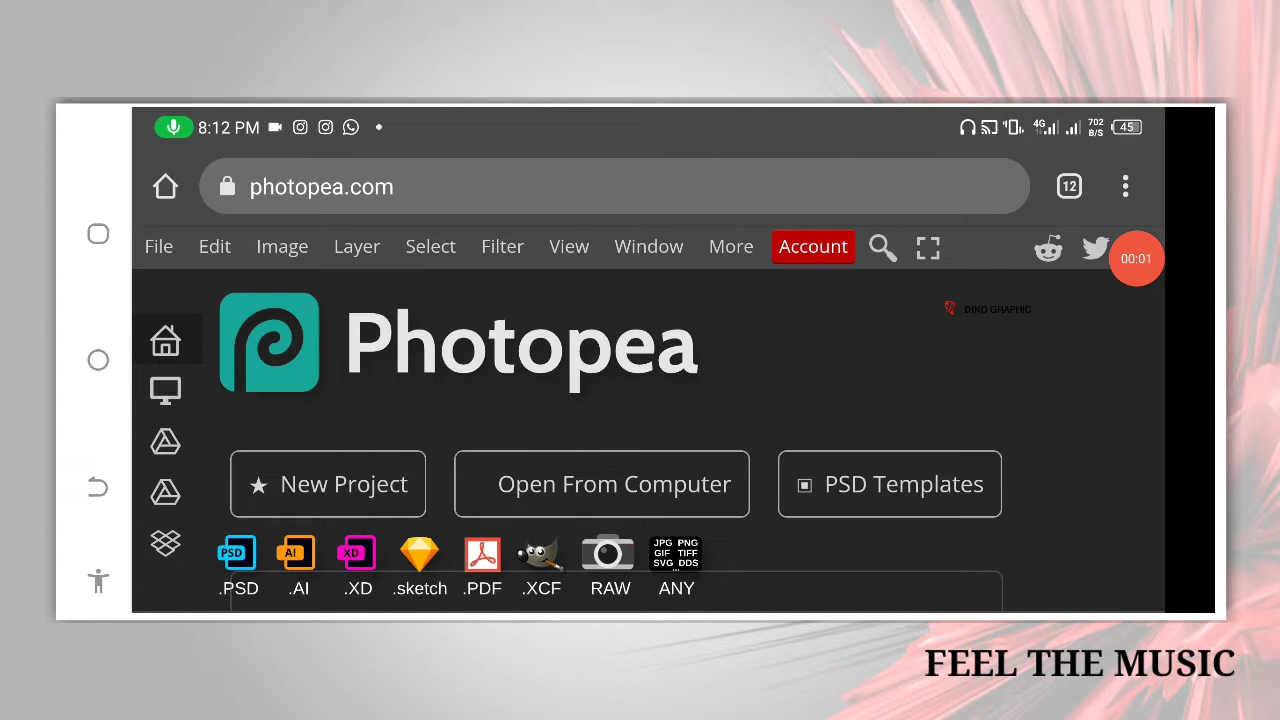 8:12 PM
4G
702
B/S
45
photopea.com
12
File Edit Image Layer Select Filter View Window More Account
00:01
Photopea
DIKO GRAPHIC
★ New Project
Open From Computer
PSD Templates
PSD AI XD
JPG PNG
GIF TIFF
SVG DDS
...
.PSD .AI .XD .sketch .PDF .XCF RAW ANY
FEEL THE MUSIC